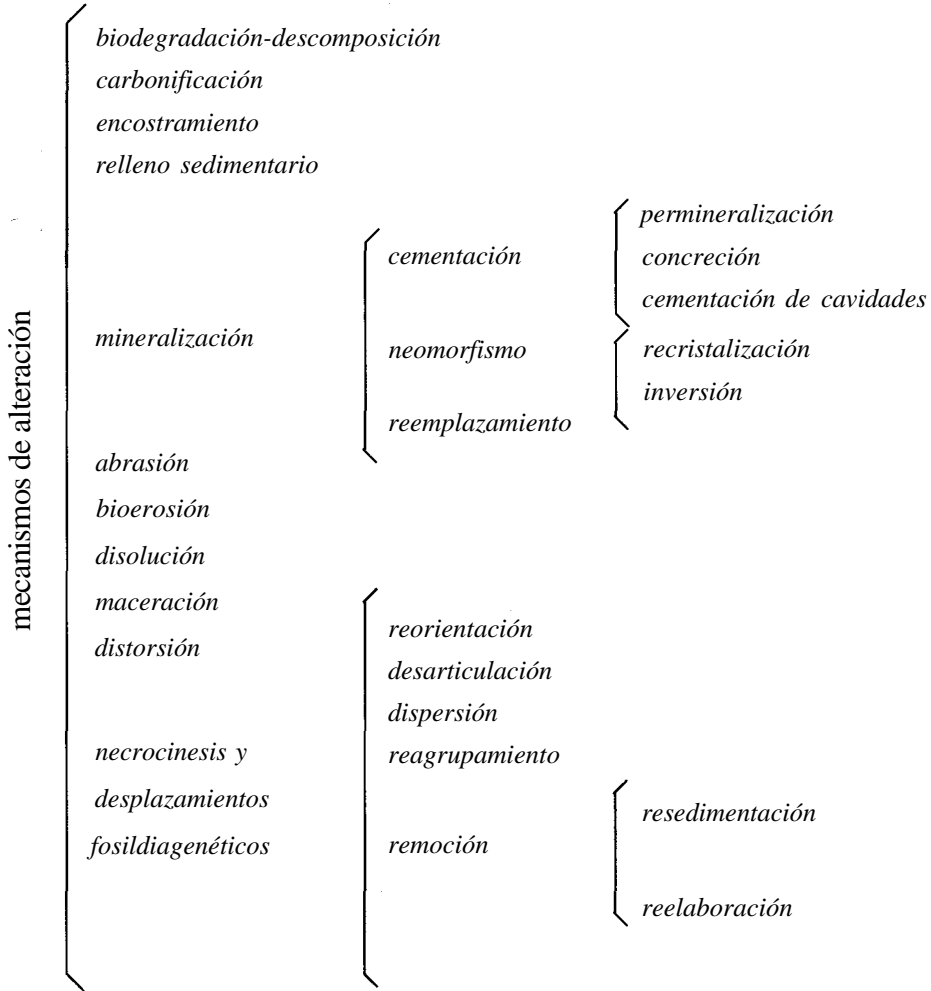 mecanismos de alteración
biodegradación-descomposición
carbonificación
encostramiento
relleno sedimentario
mineralización
cementación
permineralización
concreción
cementación de cavidades
neomorfismo
recristalización
inversión
reemplazamiento
abrasión
bioerosión
disolución
maceración
distorsión
necrocinesis y
desplazamientos
fosildiagenéticos
reorientación
desarticulación
dispersión
reagrupamiento
remoción
resedimentación
reelaboración